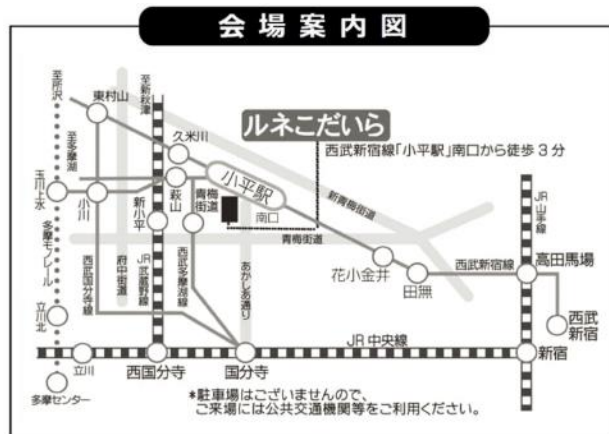 会場案内図
至所沢
東村山
至新秋津
久米川
ルネこだいら
西武新宿線「小平駅」南口から徒歩3分
至多摩湖
小平駅
玉川上水
小川
萩山
青梅街道
新小平
南口
新青梅街道
青梅街道
JR山手線
多摩モノレール
西武国分寺線
府中街道
JR武蔵野線
西武多摩湖線
あかしあ通り
花小金井
田無
西武新宿線
高田馬場
立川北
西武新宿
JR中央線
立川
西国分寺
国分寺
新宿
多摩センター
*駐車場はございませんので、
ご来場には公共交通機関等をご利用ください。